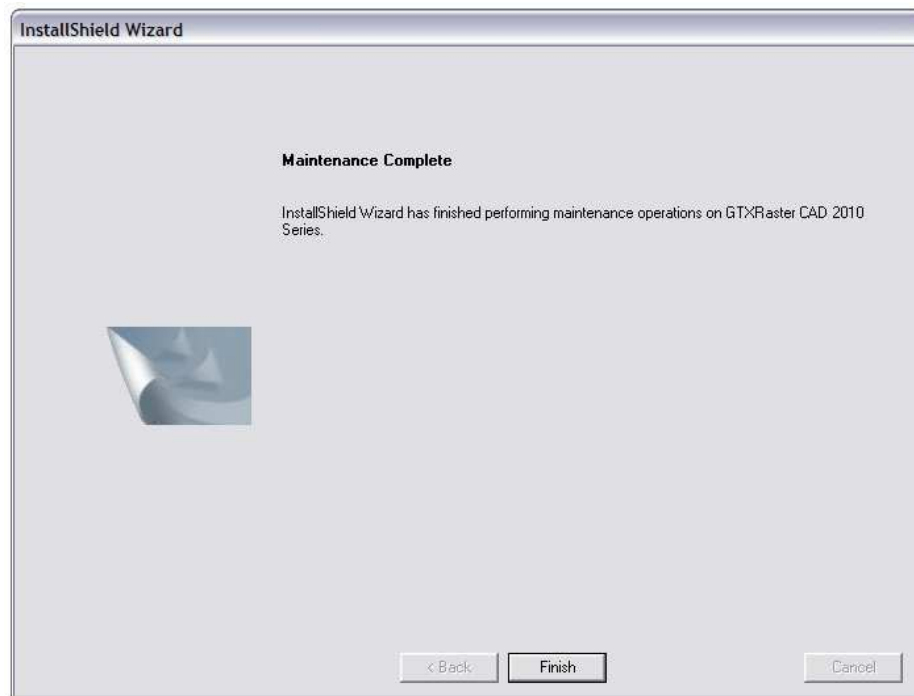 InstallShield Wizard
Maintenance Complete
InstallShield Wizard has finished performing maintenance operations on GTXRaster CAD 2010
Series.
< Back
Finish
Cancel